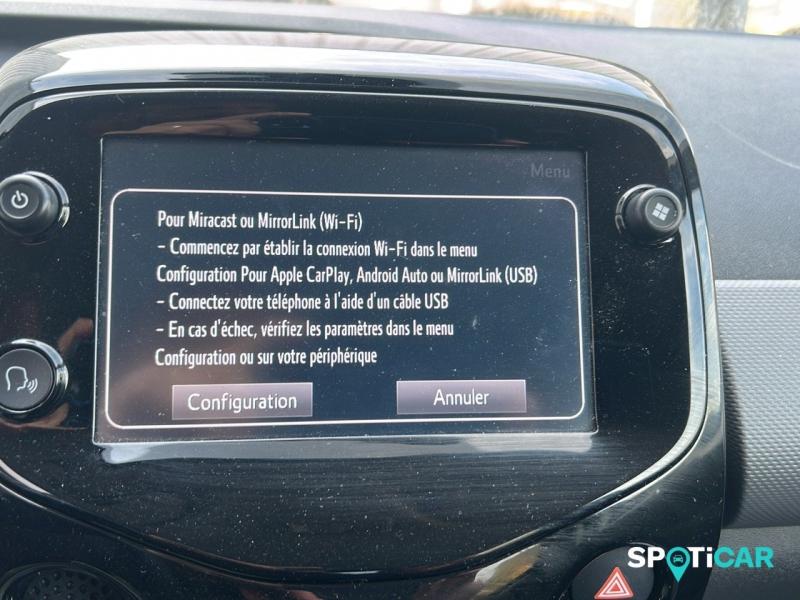 Menu
Pour Miracast ou MirrorLink (Wi-Fi)
- Commencez par établir la connexion Wi-Fi dans le menu
Configuration Pour Apple CarPlay, Android Auto ou MirrorLink (USB)
- Connectez votre téléphone à l'aide d'un câble USB
- En cas d'échec, vérifiez les paramètres dans le menu
Configuration ou sur votre périphérique
Configuration Annuler
SPOTiCAR